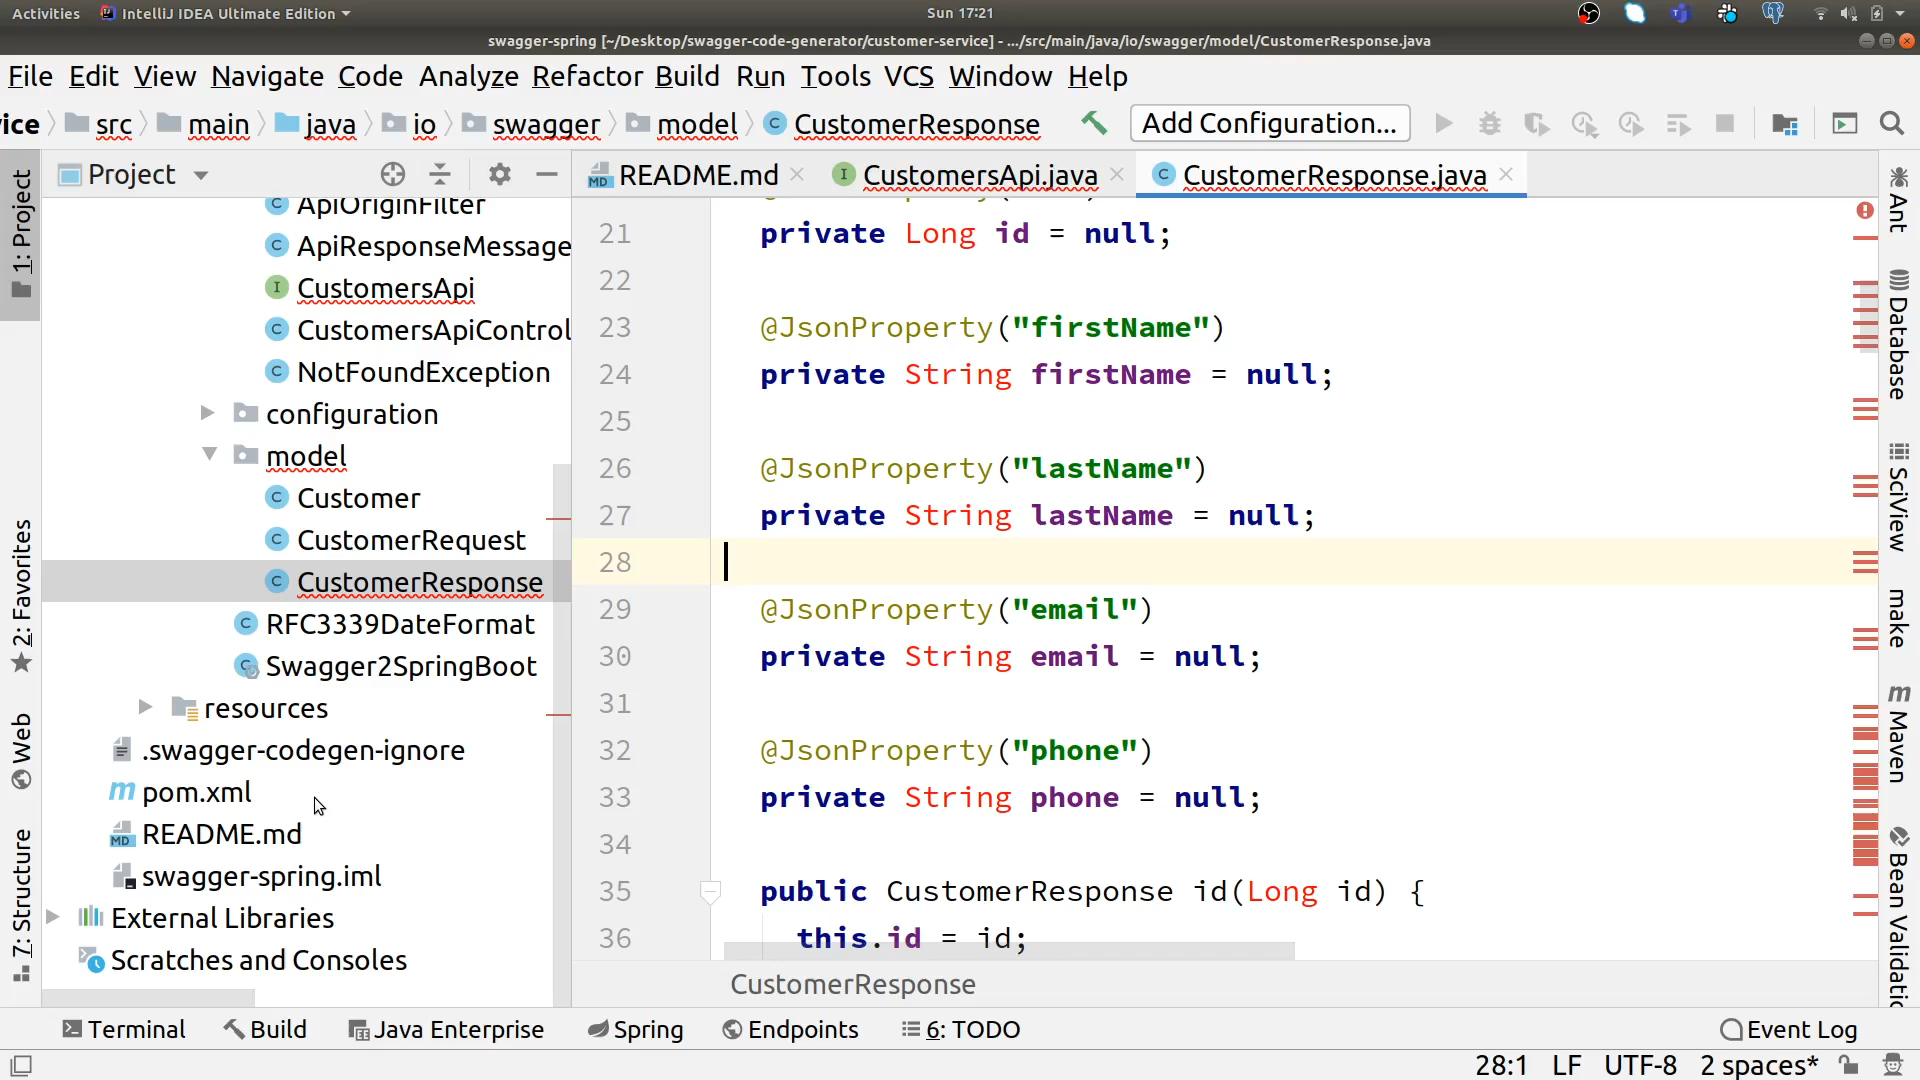 Activities IntelliJ IDEA Ultimate Edition Sun 17:21
swagger-spring [~/Desktop/swagger-code-generator/customer-service] - .../src/main/java/io/swagger/model/CustomerResponse.java
File Edit View Navigate Code Analyze Refactor Build Run Tools VCS Window Help
ice src main java io swagger model CustomerResponse Add Configuration...
Project
README.md CustomersApi.java CustomerResponse.java
1: Project
2: Favorites
Web
7: Structure
ApiOriginFilter
ApiResponseMessage
CustomersApi
CustomersApiControl
NotFoundException
configuration
model
Customer
CustomerRequest
CustomerResponse
RFC3339DateFormat
Swagger2SpringBoot
resources
.swagger-codegen-ignore
pom.xml
README.md
swagger-spring.iml
External Libraries
Scratches and Consoles
21 private Long id = null;
22
23 @JsonProperty("firstName")
24 private String firstName = null;
25
26 @JsonProperty("lastName")
27 private String lastName = null;
28
29 @JsonProperty("email")
30 private String email = null;
31
32 @JsonProperty("phone")
33 private String phone = null;
34
35 public CustomerResponse id(Long id) {
36 this.id = id;
CustomerResponse
Ant
Database
SciView
make
Maven
Bean Validatio
Terminal Build Java Enterprise Spring Endpoints 6: TODO Event Log
28:1 LF UTF-8 2 spaces*